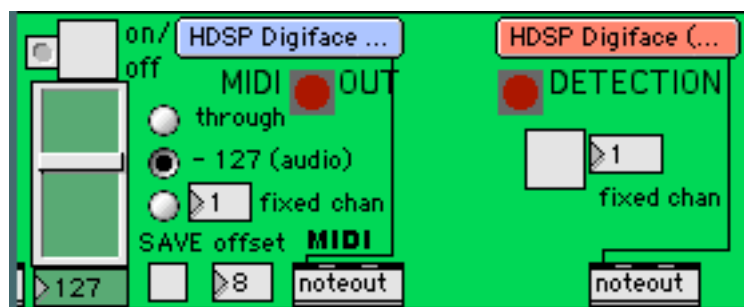 on/
off
HDSP Digiface ...
HDSP Digiface (...
MIDI OUT
DETECTION
through
- 127 (audio)
1
1
fixed chan
fixed chan
SAVE offset MIDI
127
8
noteout
noteout